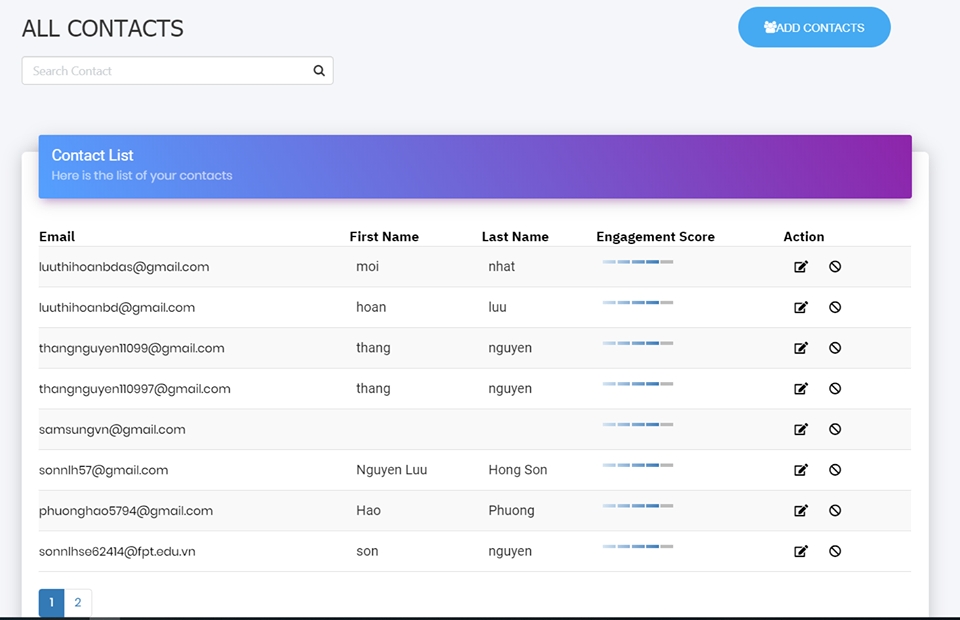 ALL CONTACTS
ADD CONTACTS
Search Contact
Contact List
Here is the list of your contacts
Email First Name Last Name Engagement Score Action
luuthihoanbdas@gmail.com moi nhat
luuthihoanbd@gmail.com hoan luu
thangnguyen11099@gmail.com thang nguyen
thangnguyen110997@gmail.com thang nguyen
samsungvn@gmail.com
sonnlh57@gmail.com Nguyen Luu Hong Son
phuonghao5794@gmail.com Hao Phuong
sonnlhse62414@fpt.edu.vn son nguyen
1 2